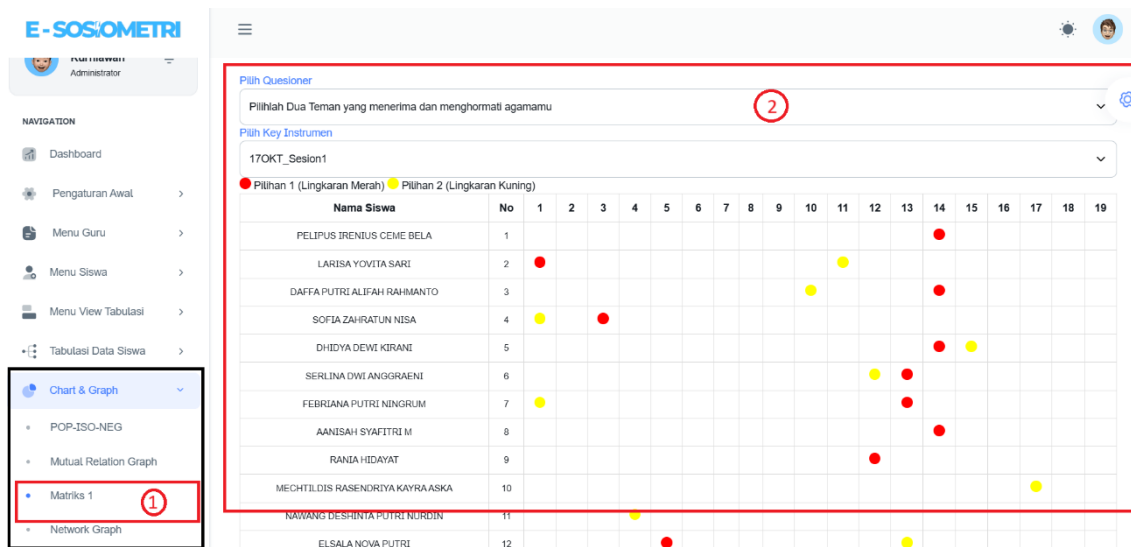 E-SOSIOMETRI
Kurniawan
Administrator
NAVIGATION
Dashboard
Pengaturan Awal
Menu Guru
Menu Siswa
Menu View Tabulasi
Tabulasi Data Siswa
Chart & Graph
POP-ISO-NEG
Mutual Relation Graph
Matriks 1
1
Network Graph
Pilih Quesioner
Pilihlah Dua Teman yang menerima dan menghormati agamamu
2
Pilih Key Instrumen
17OKT_Sesion1
Pilihan 1 (Lingkaran Merah) Pilihan 2 (Lingkaran Kuning)
Nama Siswa No 1 2 3 4 5 6 7 8 9 10 11 12 13 14 15 16 17 18 19
PELIPUS IRENIUS CEME BELA 1
LARISA YOVITA SARI 2
DAFFA PUTRI ALIFAH RAHMANTO 3
SOFIA ZAHRATUN NISA 4
DHIDYA DEWI KIRANI 5
SERLINA DWI ANGGRAENI 6
FEBRIANA PUTRI NINGRUM 7
AANISAH SYAFITRI M 8
RANIA HIDAYAT 9
MECHTILDIS RASENDRIYA KAYRA ASKA 10
NAWANG DESHINTA PUTRI NURDIN 11
ELSALA NOVA PUTRI 12